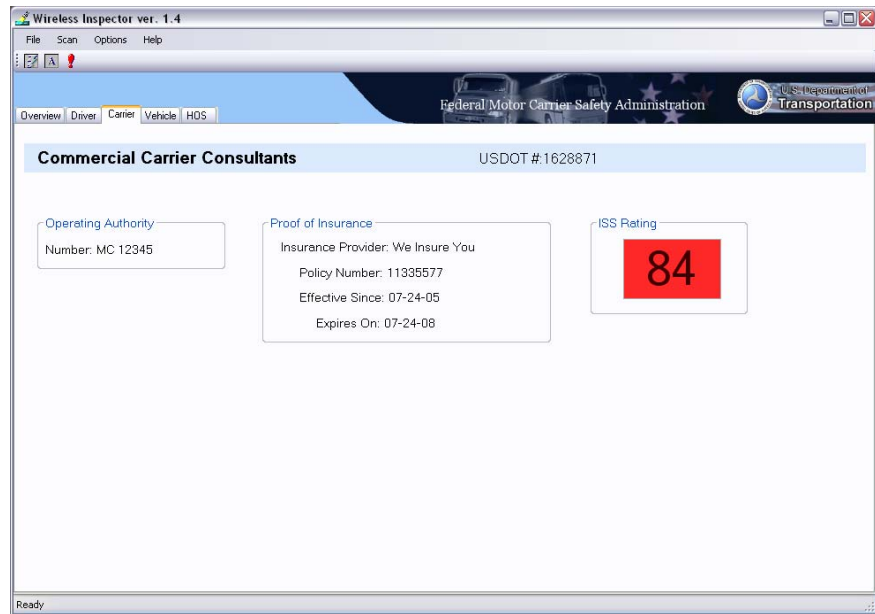 Wireless Inspector ver. 1.4
File Scan Options Help
A
Federal Motor Carrier Safety Administration
U.S. Department of
Transportation
Overview Driver Carrier Vehicle HOS
Commercial Carrier Consultants USDOT #:1628871
Operating Authority
Number: MC 12345
Proof of Insurance
Insurance Provider: We Insure You
Policy Number: 11335577
Effective Since: 07-24-05
Expires On: 07-24-08
ISS Rating
84
Ready